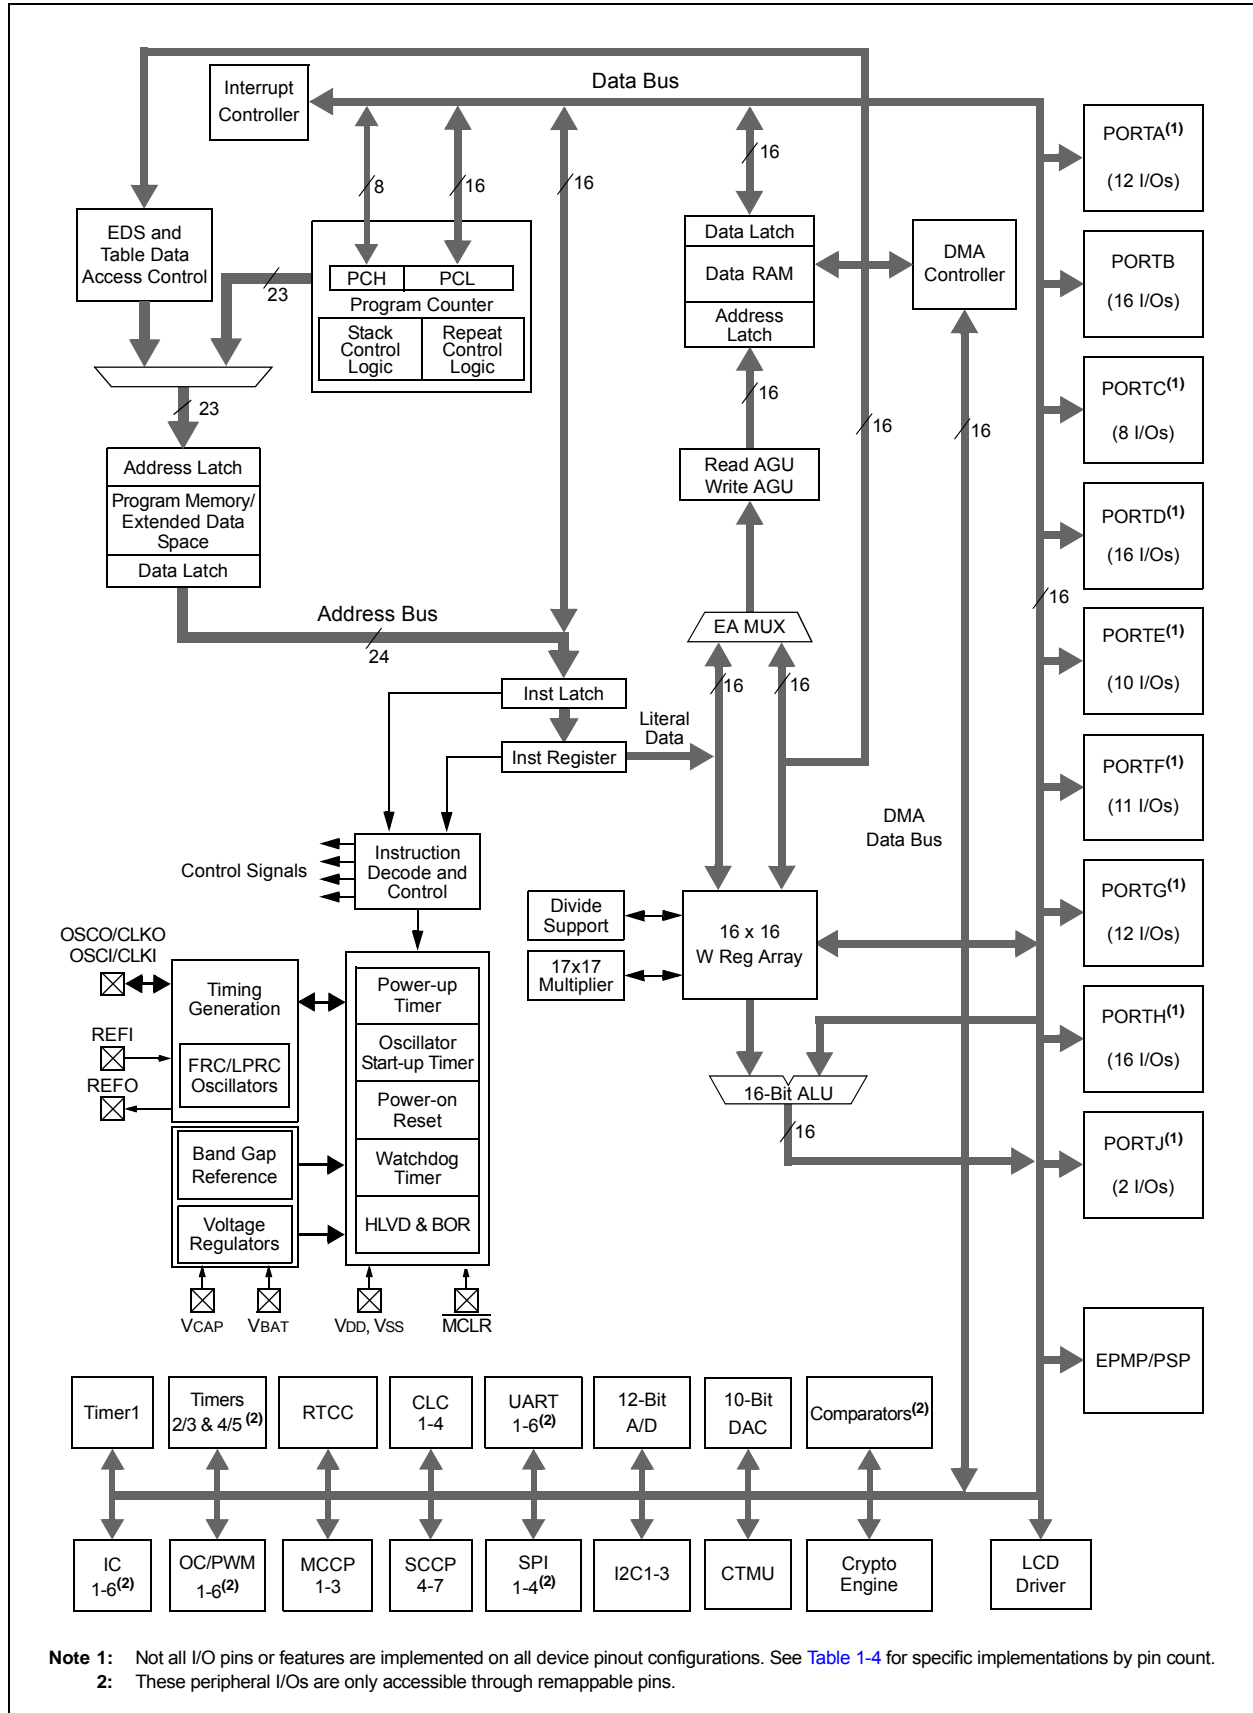 Data Bus
Interrupt
Controller
8
16
16
16
EDS and
Table Data
Access Control
23
PCH
PCL
Program Counter
Stack
Control
Logic
Repeat
Control
Logic
Data Latch
Data RAM
Address
Latch
DMA
Controller
23
16
16
16
Address Latch
Program Memory/
Extended Data
Space
Data Latch
Read AGU
Write AGU
Address Bus
24
EA MUX
16
16
16
Inst Latch
Inst Register
Literal
Data
DMA
Data Bus
Control Signals
Instruction
Decode and
Control
Divide
Support
17x17
Multiplier
16 x 16
W Reg Array
16-Bit ALU
16
OSCO/CLKO
OSCI/CLKI
REFI
REFO
Timing
Generation
FRC/LPRC
Oscillators
Band Gap
Reference
Voltage
Regulators
Power-up
Timer
Oscillator
Start-up Timer
Power-on
Reset
Watchdog
Timer
HLVD & BOR
VCAP
VBAT
VDD, VSS
MCLR
PORTA(1)
(12 I/Os)
PORTB
(16 I/Os)
PORTC(1)
(8 I/Os)
PORTD(1)
(16 I/Os)
PORTE(1)
(10 I/Os)
PORTF(1)
(11 I/Os)
PORTG(1)
(12 I/Os)
PORTH(1)
(16 I/Os)
PORTJ(1)
(2 I/Os)
EPMP/PSP
Timer1
Timers
2/3 & 4/5(2)
RTCC
CLC
1-4
UART
1-6(2)
12-Bit
A/D
10-Bit
DAC
Comparators(2)
IC
1-6(2)
OC/PWM
1-6(2)
MCCP
1-3
SCCP
4-7
SPI
1-4(2)
I2C1-3
CTMU
Crypto
Engine
LCD
Driver
Note 1: Not all I/O pins or features are implemented on all device pinout configurations. See Table 1-4 for specific implementations by pin count.
2: These peripheral I/Os are only accessible through remappable pins.